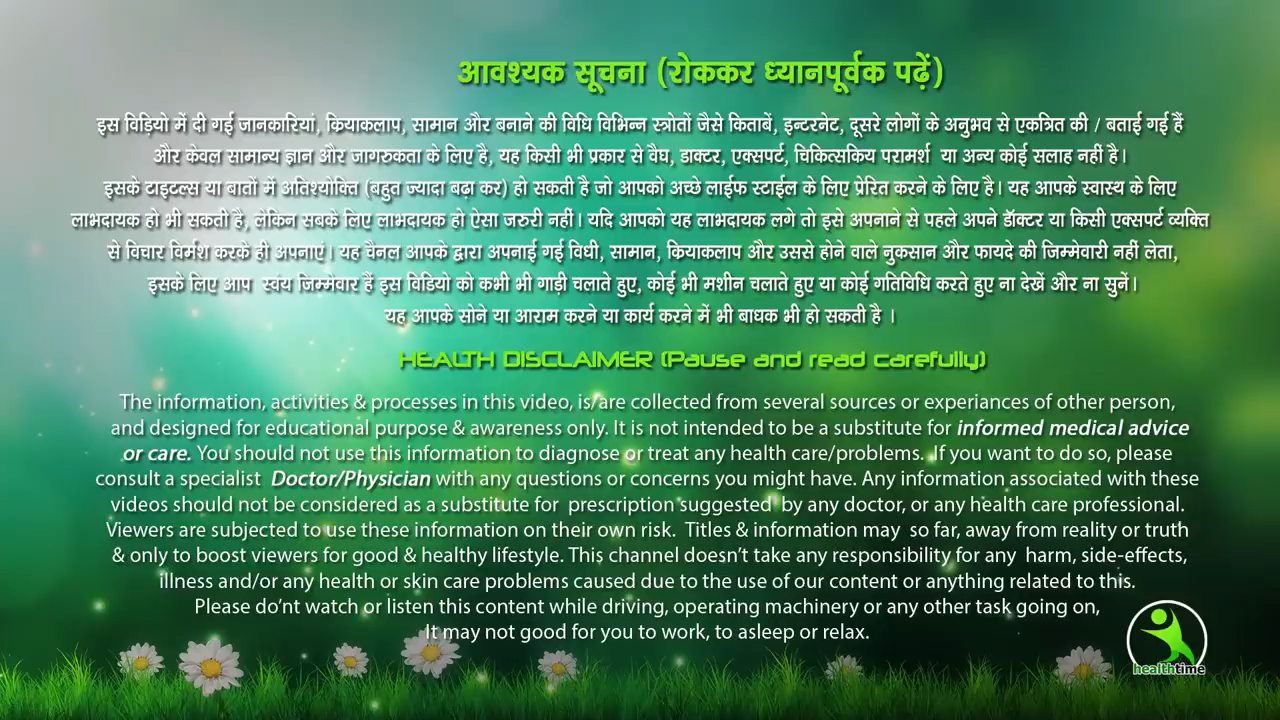 आवश्यक सूचना (रोककर ध्यानपूर्वक पढ़ें)
इस विड़ियो में दी गई जानकारियां, कियाकलाप, सामान और बनाने की विधि विभिन्न स्त्रोतों जैसे किताबें, इन्टरनेट, दूसरे लोगों के अनुभव से एकत्रित की / बताई गई हैं
और केवल सामान्य ज्ञान और जागरुकता के लिए है, यह किसी भी प्रकार से वैघ, डाक्टर, एक्सपर्ट, चिकित्सकिय परामर्श या अन्य कोई सलाह नहीं है।
इसके टाइटल्स या बातों में अतिश्योक्ति (बहुत ज्यादा बढ़ा कर) हो सकती है जो आपको अच्छे लाईफ स्टाईल के लिए प्रेरित करने के लिए है। यह आपके स्वास्थ के लिए
लाभदायक हो भी सकती है, लेकिन सबके लिए लाभदायक हो ऐसा जरुरी नहीं। यदि आपको यह लाभदायक लगे तो इसे अपनाने से पहले अपने डॉक्टर या किसी एक्सपर्ट व्यक्ति
से विचार विर्मश करके ही अपनाएं। यह चैनल आपके द्वारा अपनाई गई विधी, सामान, कियाकलाप और उससे होने वाले नुकसान और फायदे की जिम्मेवारी नहीं लेता,
इसके लिए आप स्वंय जिम्मेवार हैं इस विडियो को कभी भी गाड़ी चलाते हुए, कोई भी मशीन चलाते हुए या कोई गतिविधि करते हुए ना देखें और ना सुनें।
यह आपके सोने या आराम करने या कार्य करने में भी बाधक भी हो सकती है ।
HEALTH DISCLAIMER (Pause and read carefully)
The information, activities & processes in this video, is/are collected from several sources or experiances of other person,
and designed for educational purpose & awareness only. It is not intended to be a substitute for informed medical advice
or care. You should not use this information to diagnose or treat any health care/problems. If you want to do so, please
consult a specialist Doctor/Physician with any questions or concerns you might have. Any information associated with these
videos should not be considered as a substitute for prescription suggested by any doctor, or any health care professional.
Viewers are subjected to use these information on their own risk. Titles & information may so far, away from reality or truth
& only to boost viewers for good & healthy lifestyle. This channel doesn't take any responsibility for any harm, side-effects,
illness and/or any health or skin care problems caused due to the use of our content or anything related to this.
Please do'nt watch or listen this content while driving, operating machinery or any other task going on,
It may not good for you to work, to asleep or relax.
healthtime